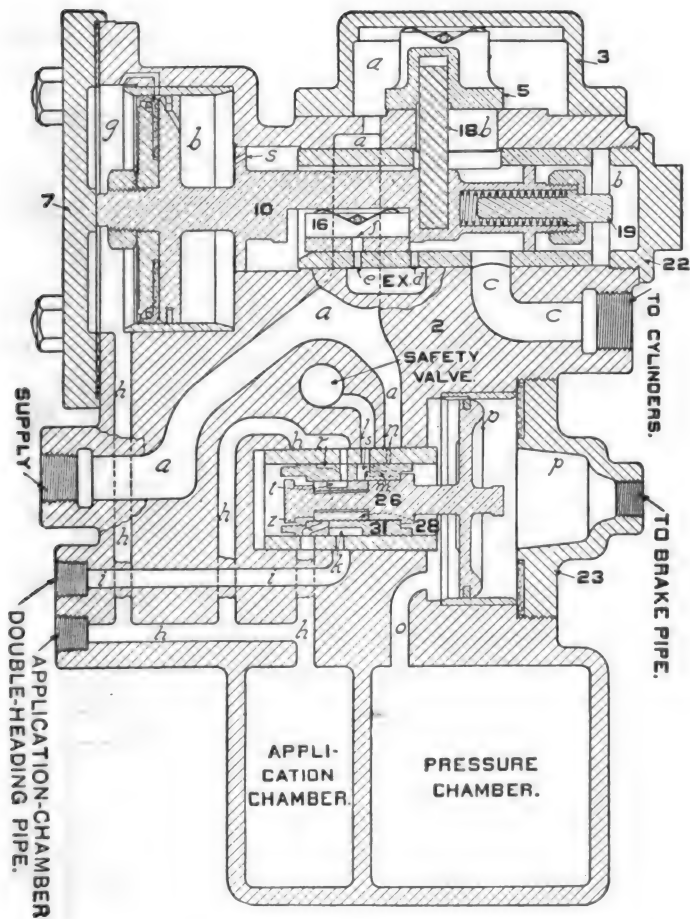 a
3
5
g
b
18
b
a
s
7
10
16
f
b
19
22
e
EX.
d
c
c
a
2
TO CYLINDERS.
SAFETY
VALVE.
h
a
SUPPLY
a
h
r
s
n
p
l
m
26
p
h
h
z
31
28
TO BRAKE PIPE.
23
i
i
k
h
h
o
APPLICATION-CHAMBER
DOUBLE-HEADING PIPE.
APPLI-
CATION
CHAMBER.
PRESSURE
CHAMBER.